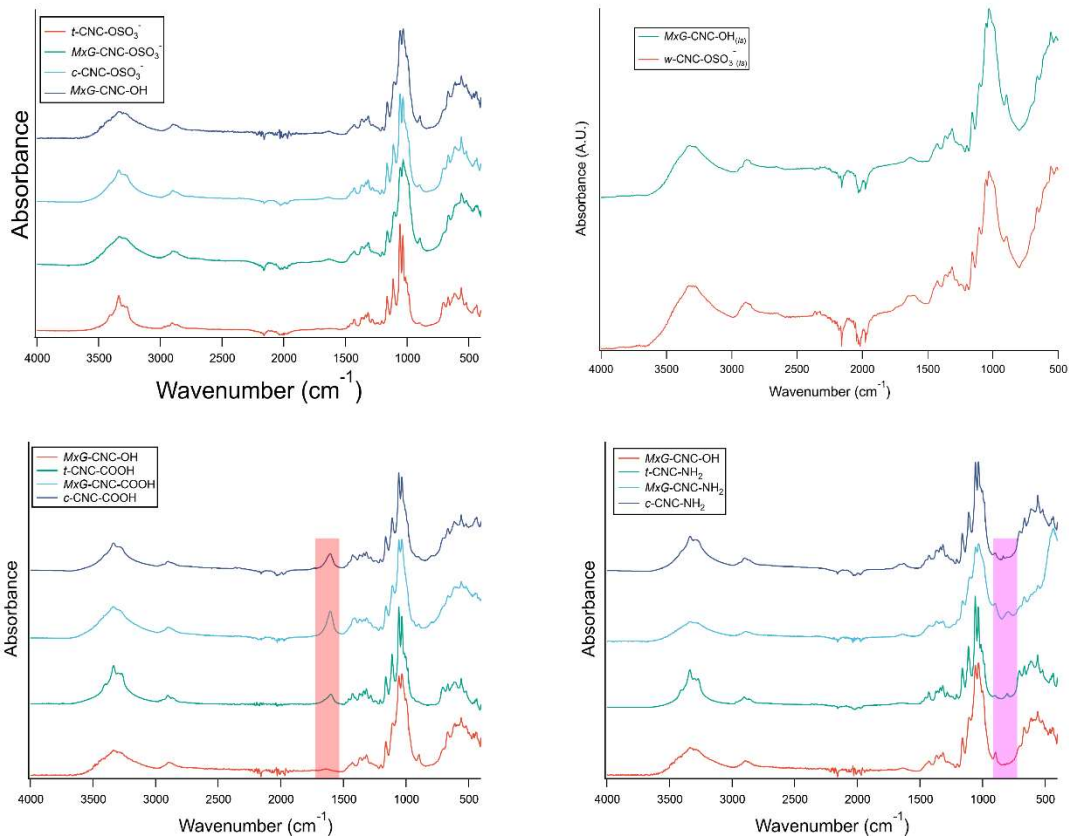 t-CNC-OSO₃⁻
MxG-CNC-OSO₃⁻
c-CNC-OSO₃⁻
MxG-CNC-OH
Absorbance
4000 3500 3000 2500 2000 1500 1000 500
Wavenumber (cm⁻¹)
MxG-CNC-OH(ls)
w-CNC-OSO₃⁻(ls)
Absorbance (A.U.)
4000 3500 3000 2500 2000 1500 1000 500
Wavenumber (cm⁻¹)
MxG-CNC-OH
t-CNC-COOH
MxG-CNC-COOH
c-CNC-COOH
Absorbance
4000 3500 3000 2500 2000 1500 1000 500
Wavenumber (cm⁻¹)
MxG-CNC-OH
t-CNC-NH₂
MxG-CNC-NH₂
c-CNC-NH₂
Absorbance
4000 3500 3000 2500 2000 1500 1000 500
Wavenumber (cm⁻¹)